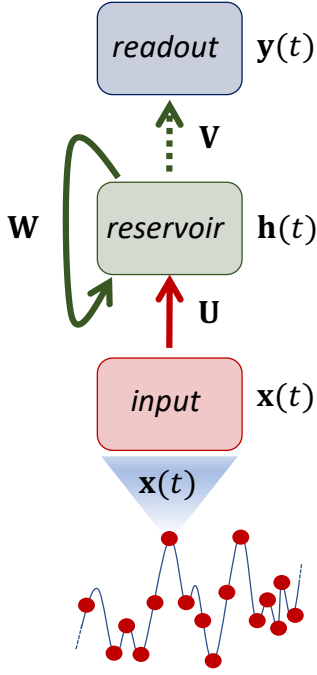 readout 𝐲(𝑡)
𝐕
𝐖 reservoir 𝐡(𝑡)
𝐔
input 𝐱(𝑡)
𝐱(𝑡)